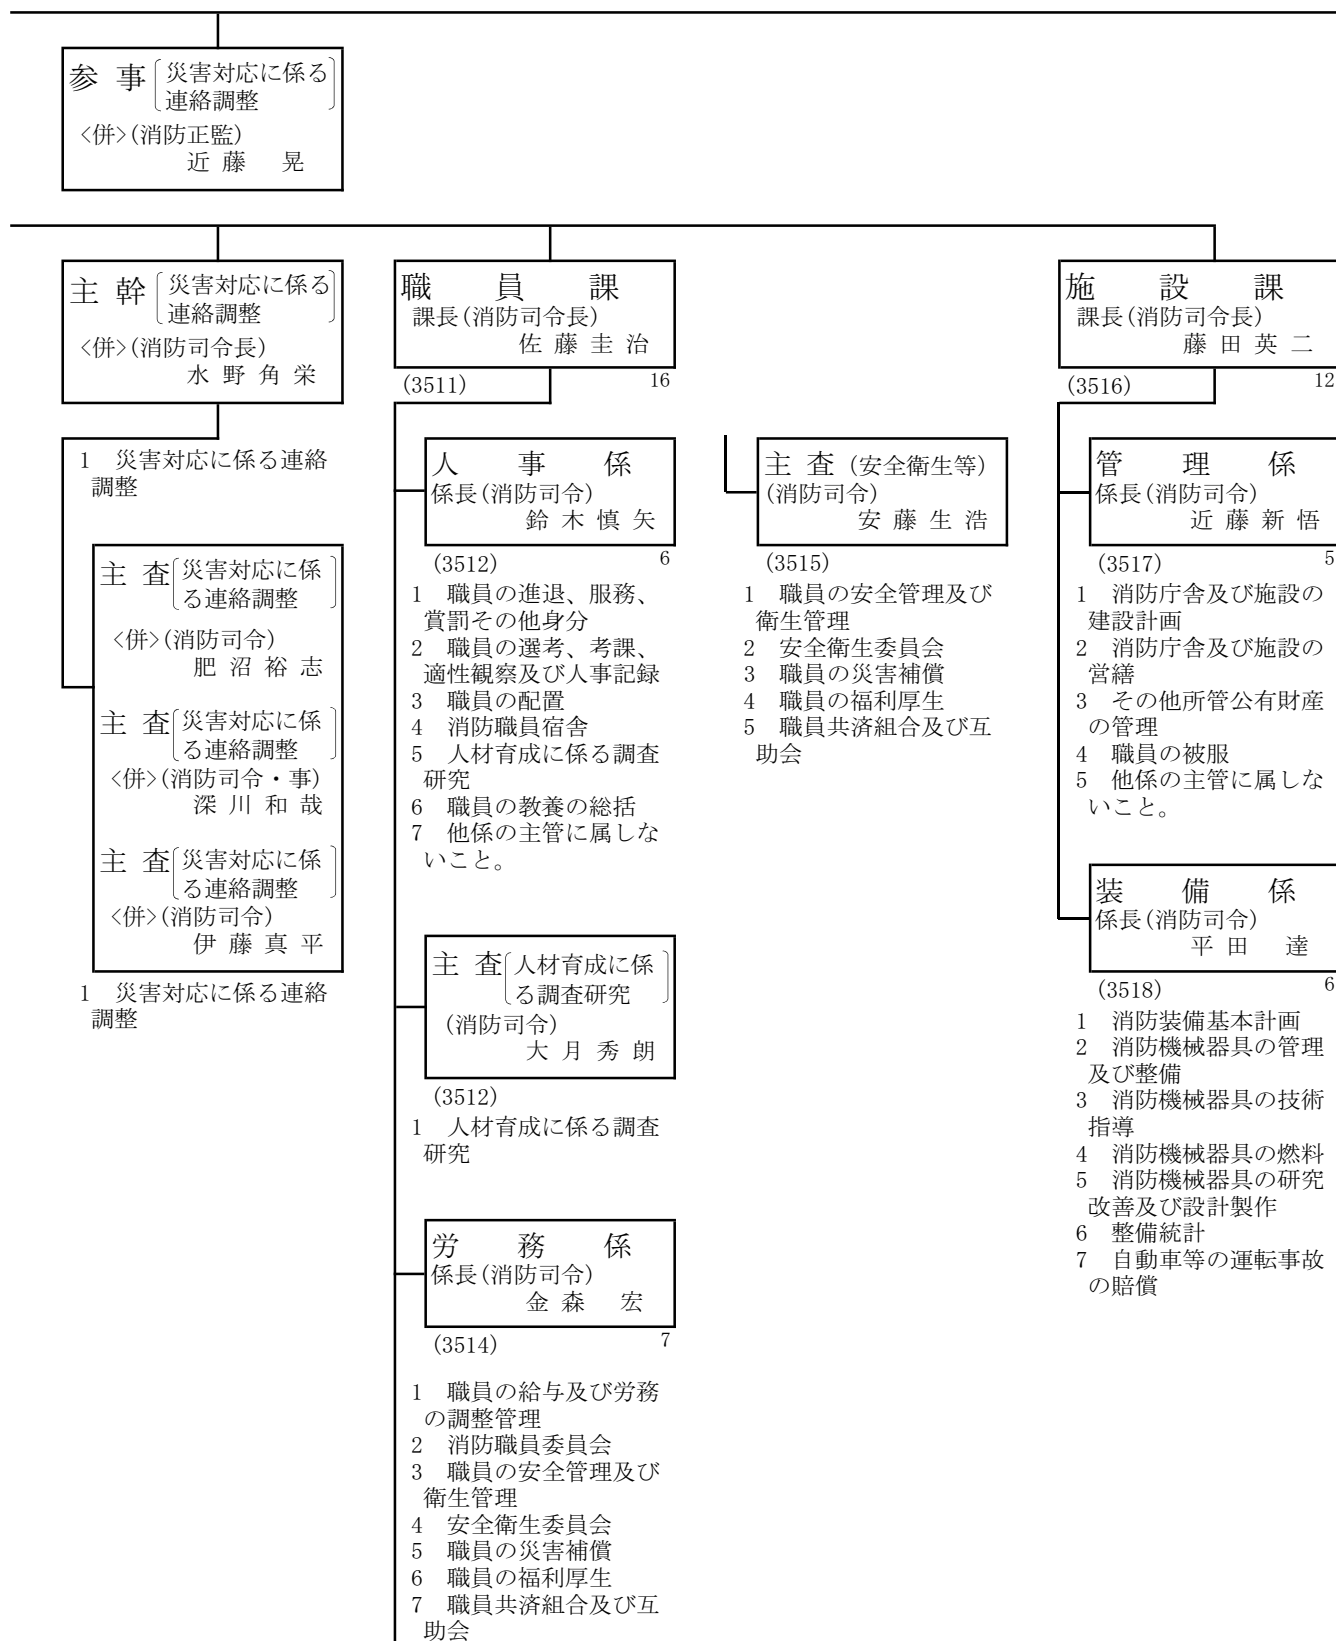 参 事 災害対応に係る
連絡調整
<併>(消防正監)
近 藤 晃
主 幹 災害対応に係る
連絡調整
<併>(消防司令長)
水 野 角 栄
1 災害対応に係る連絡
調整
主 査 災害対応に係
る連絡調整
<併>(消防司令)
肥 沼 裕 志
主 査 災害対応に係
る連絡調整
<併>(消防司令・事)
深 川 和 哉
主 査 災害対応に係
る連絡調整
<併>(消防司令)
伊 藤 真 平
1 災害対応に係る連絡
調整
職 員 課
課長(消防司令長)
佐 藤 圭 治
(3511) 16
人 事 係
係長(消防司令)
鈴 木 慎 矢
(3512) 6
1 職員の進退、服務、
賞罰その他身分
2 職員の選考、考課、
適性観察及び人事記録
3 職員の配置
4 消防職員宿舎
5 人材育成に係る調査
研究
6 職員の教養の総括
7 他係の主管に属しな
いこと。
主 査 人材育成に係
る調査研究
(消防司令)
大 月 秀 朗
(3512)
1 人材育成に係る調査
研究
労 務 係
係長(消防司令)
金 森 宏
(3514) 7
1 職員の給与及び労務
の調整管理
2 消防職員委員会
3 職員の安全管理及び
衛生管理
4 安全衛生委員会
5 職員の災害補償
6 職員の福利厚生
7 職員共済組合及び互
助会
主 査 (安全衛生等)
(消防司令)
安 藤 生 浩
(3515)
1 職員の安全管理及び
衛生管理
2 安全衛生委員会
3 職員の災害補償
4 職員の福利厚生
5 職員共済組合及び互
助会
施 設 課
課長(消防司令長)
藤 田 英 二
(3516) 12
管 理 係
係長(消防司令)
近 藤 新 悟
(3517) 5
1 消防庁舎及び施設の
建設計画
2 消防庁舎及び施設の
営繕
3 その他所管公有財産
の管理
4 職員の被服
5 他係の主管に属しな
いこと。
装 備 係
係長(消防司令)
平 田 達
(3518) 6
1 消防装備基本計画
2 消防機械器具の管理
及び整備
3 消防機械器具の技術
指導
4 消防機械器具の燃料
5 消防機械器具の研究
改善及び設計製作
6 整備統計
7 自動車等の運転事故
の賠償